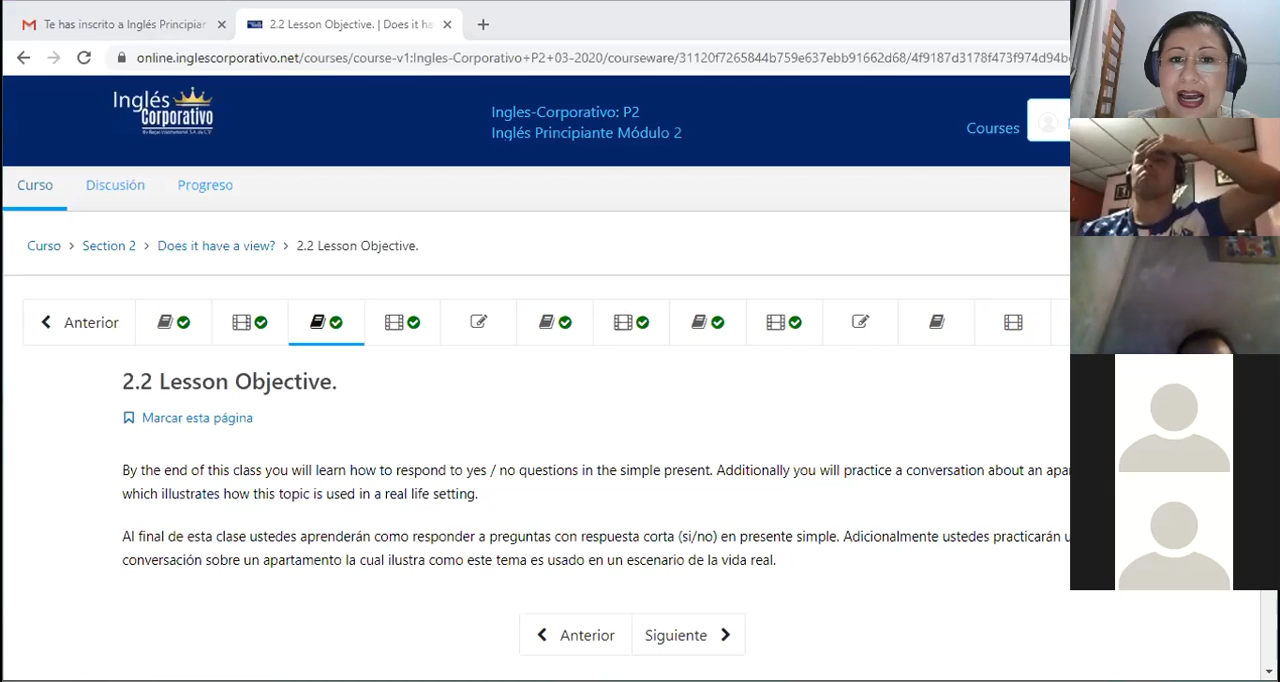 Te has inscrito a Inglés Principiar
2.2 Lesson Objective. | Does it ha
online.inglescorporativo.net/courses/course-v1:Ingles-Corporativo+P2+03-2020/courseware/31120f7265844b759e637ebb91662d68/4f9187d3178f473f974d94b
Inglés
Corporativo
Ingles-Corporativo: P2
Inglés Principiante Módulo 2
Courses
Curso
Discusión
Progreso
Curso > Section 2 > Does it have a view? > 2.2 Lesson Objective.
Anterior
2.2 Lesson Objective.
Marcar esta página
By the end of this class you will learn how to respond to yes / no questions in the simple present. Additionally you will practice a conversation about an apa
which illustrates how this topic is used in a real life setting.
Al final de esta clase ustedes aprenderán como responder a preguntas con respuesta corta (si/no) en presente simple. Adicionalmente ustedes practicarán
conversación sobre un apartamento la cual ilustra como este tema es usado en un escenario de la vida real.
Anterior
Siguiente